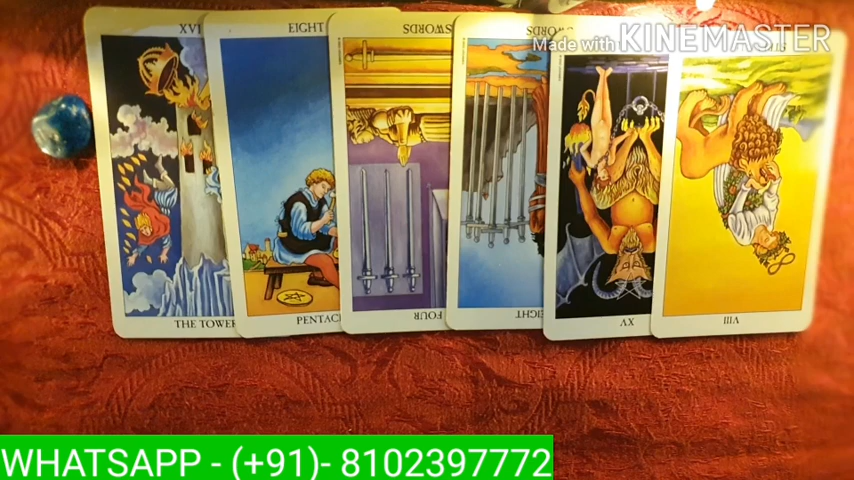 XVI
EIGHT
SWORDS
SWORDS
Made with KINEMASTER
THE TOWER
PENTAC
FOUR
EIGHT
XV
VIII
WHATSAPP - (+91)- 8102397772